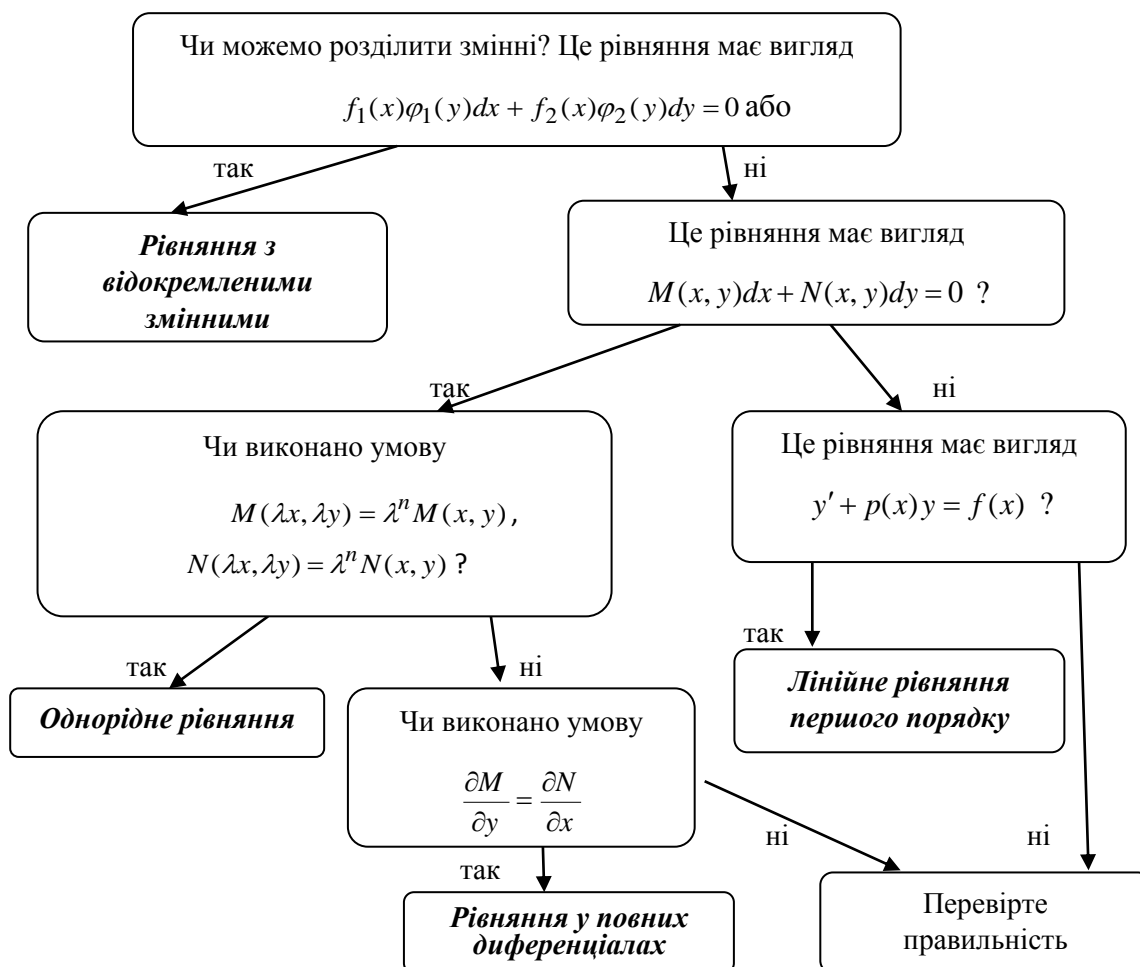 Чи можемо розділити змінні? Це рівняння має вигляд
f₁(x)φ₁(y)dx + f₂(x)φ₂(y)dy = 0 або
так
ні
Рівняння з
відокремленими
змінними
Це рівняння має вигляд
M(x, y)dx + N(x, y)dy = 0 ?
так
ні
Чи виконано умову
M(λx, λy) = λⁿ M(x, y),
N(λx, λy) = λⁿ N(x, y) ?
Це рівняння має вигляд
y′ + p(x)y = f(x) ?
так
ні
так
Однорідне рівняння
Чи виконано умову
∂M/∂y = ∂N/∂x
Лінійне рівняння
першого порядку
ні
ні
так
Рівняння у повних
диференціалах
Перевірте
правильність